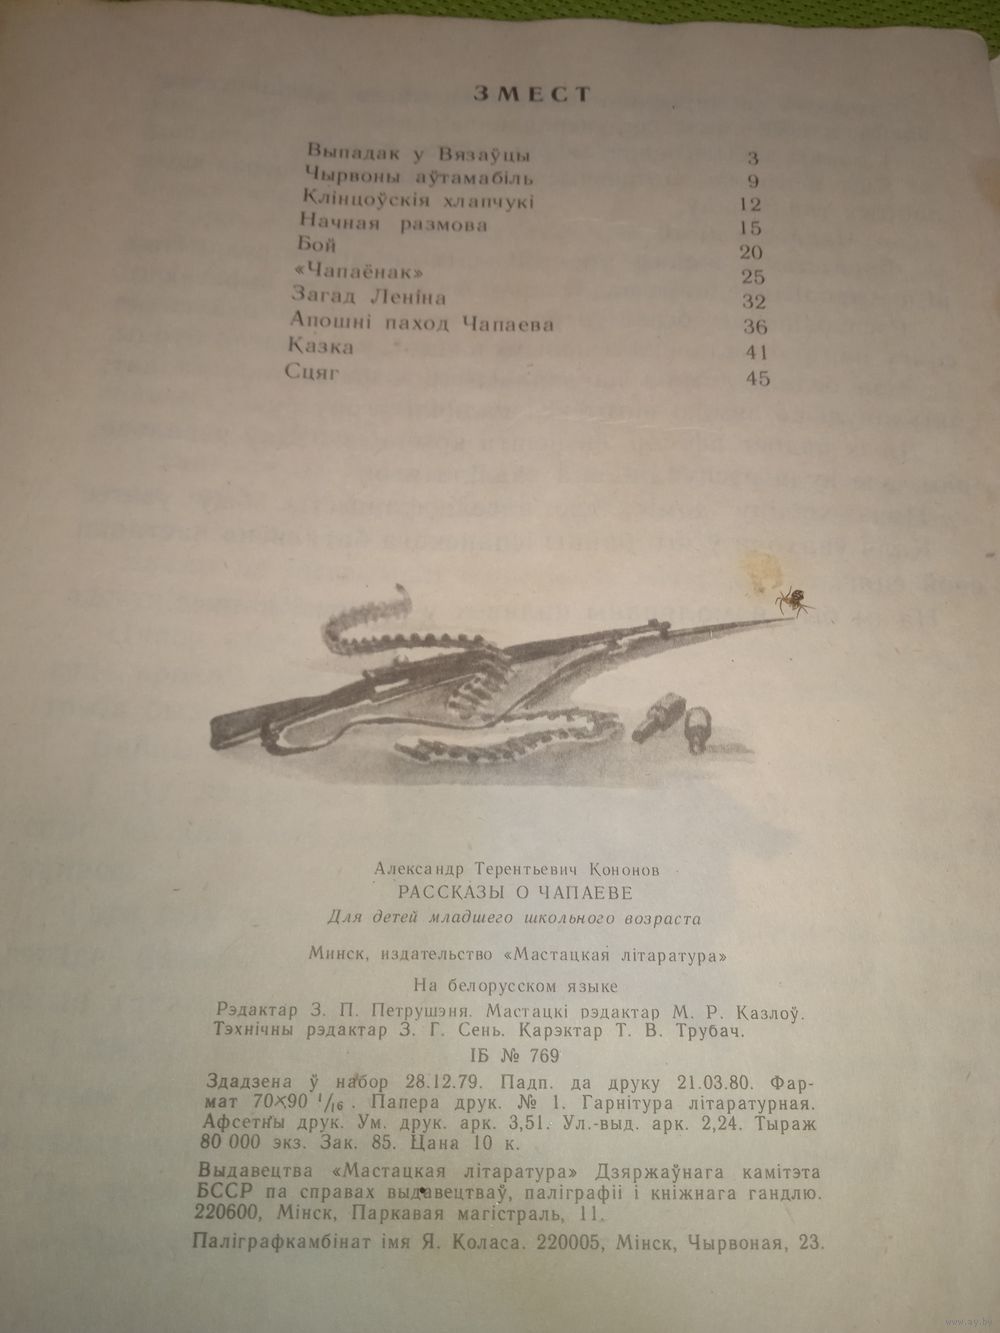 ЗМЕСТ
Выпадак у Вязаўцы 3
Чырвоны аўтамабіль 9
Клінцоўскія хлапчукі 12
Начная размова 15
Бой 20
«Чапаёнак» 25
Загад Леніна 32
Апошні паход Чапаева 36
Казка 41
Сцяг 45
Александр Терентьевич Кононов
РАССКАЗЫ О ЧАПАЕВЕ
Для детей младшего школьного возраста
Минск, издательство «Мастацкая літаратура»
На белорусском языке
Рэдактар З. П. Петрушэня. Мастацкі рэдактар М. Р. Казлоў.
Тэхнічны рэдактар З. Г. Сень. Карэктар Т. В. Трубач.
ІБ № 769
Здадзена ў набор 28.12.79. Падп. да друку 21.03.80. Фар-
мат 70×90 1/16. Папера друк. № 1. Гарнітура літаратурная.
Афсетны друк. Ум. друк. арк. 3,51. Ул.-выд. арк. 2,24. Тыраж
80 000 экз. Зак. 85. Цана 10 к.
Выдавецтва «Мастацкая літаратура» Дзяржаўнага камітэта
БССР па справах выдавецтваў, паліграфіі і кніжнага гандлю.
220600, Мінск, Паркавая магістраль, 11.
Паліграфкамбінат імя Я. Коласа. 220005, Мінск, Чырвоная, 23.
www.ay.by